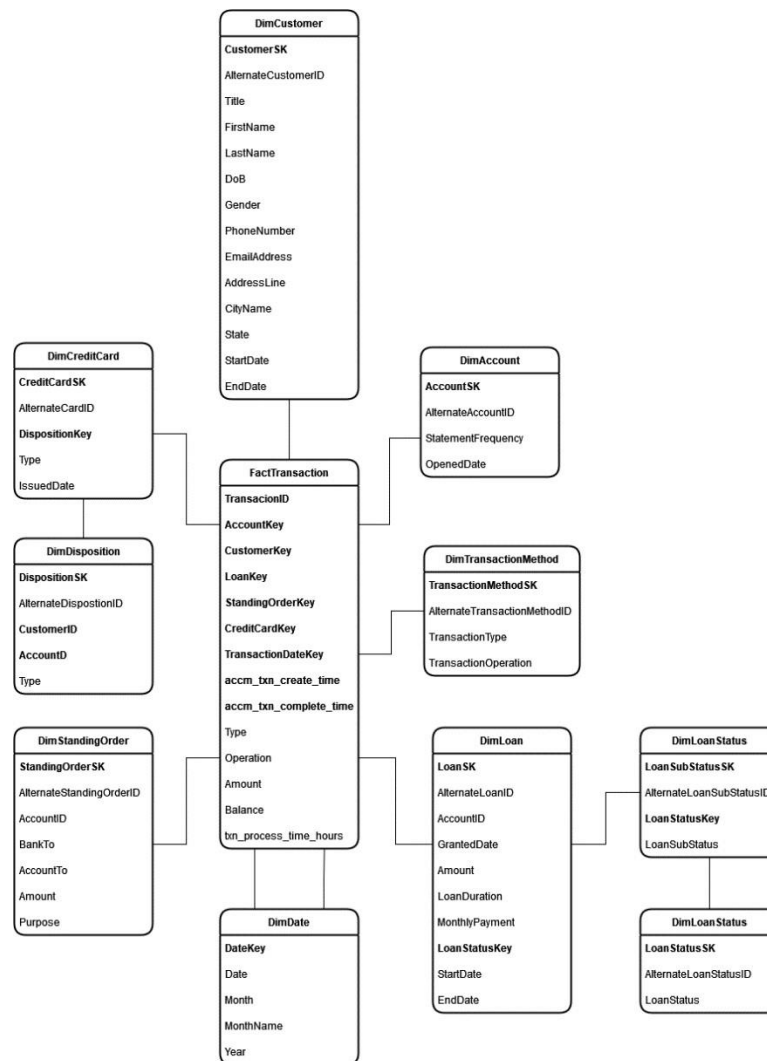 DimCustomer
CustomerSK
AlternateCustomerID
Title
FirstName
LastName
DoB
Gender
PhoneNumber
EmailAddress
AddressLine
CityName
State
StartDate
EndDate
DimCreditCard
CreditCardSK
AlternateCardID
DispositionKey
Type
IssuedDate
DimAccount
AccountSK
AlternateAccountID
StatementFrequency
OpenedDate
FactTransaction
TransacionID
AccountKey
CustomerKey
LoanKey
StandingOrderKey
CreditCardKey
TransactionDateKey
accm_txn_create_time
accm_txn_complete_time
Type
Operation
Amount
Balance
txn_process_time_hours
DimDisposition
DispositionSK
AlternateDispostionID
CustomerID
AccountD
Type
DimTransactionMethod
TransactionMethodSK
AlternateTransactionMethodID
TransactionType
TransactionOperation
DimStandingOrder
StandingOrderSK
AlternateStandingOrderID
AccountID
BankTo
AccountTo
Amount
Purpose
DimLoan
LoanSK
AlternateLoanID
AccountID
GrantedDate
Amount
LoanDuration
MonthlyPayment
LoanStatusKey
StartDate
EndDate
DimLoanStatus
LoanSubStatusSK
AlternateLoanSubStatusID
LoanStatusKey
LoanSubStatus
DimLoanStatus
LoanStatusSK
AlternateLoanStatusID
LoanStatus
DimDate
DateKey
Date
Month
MonthName
Year